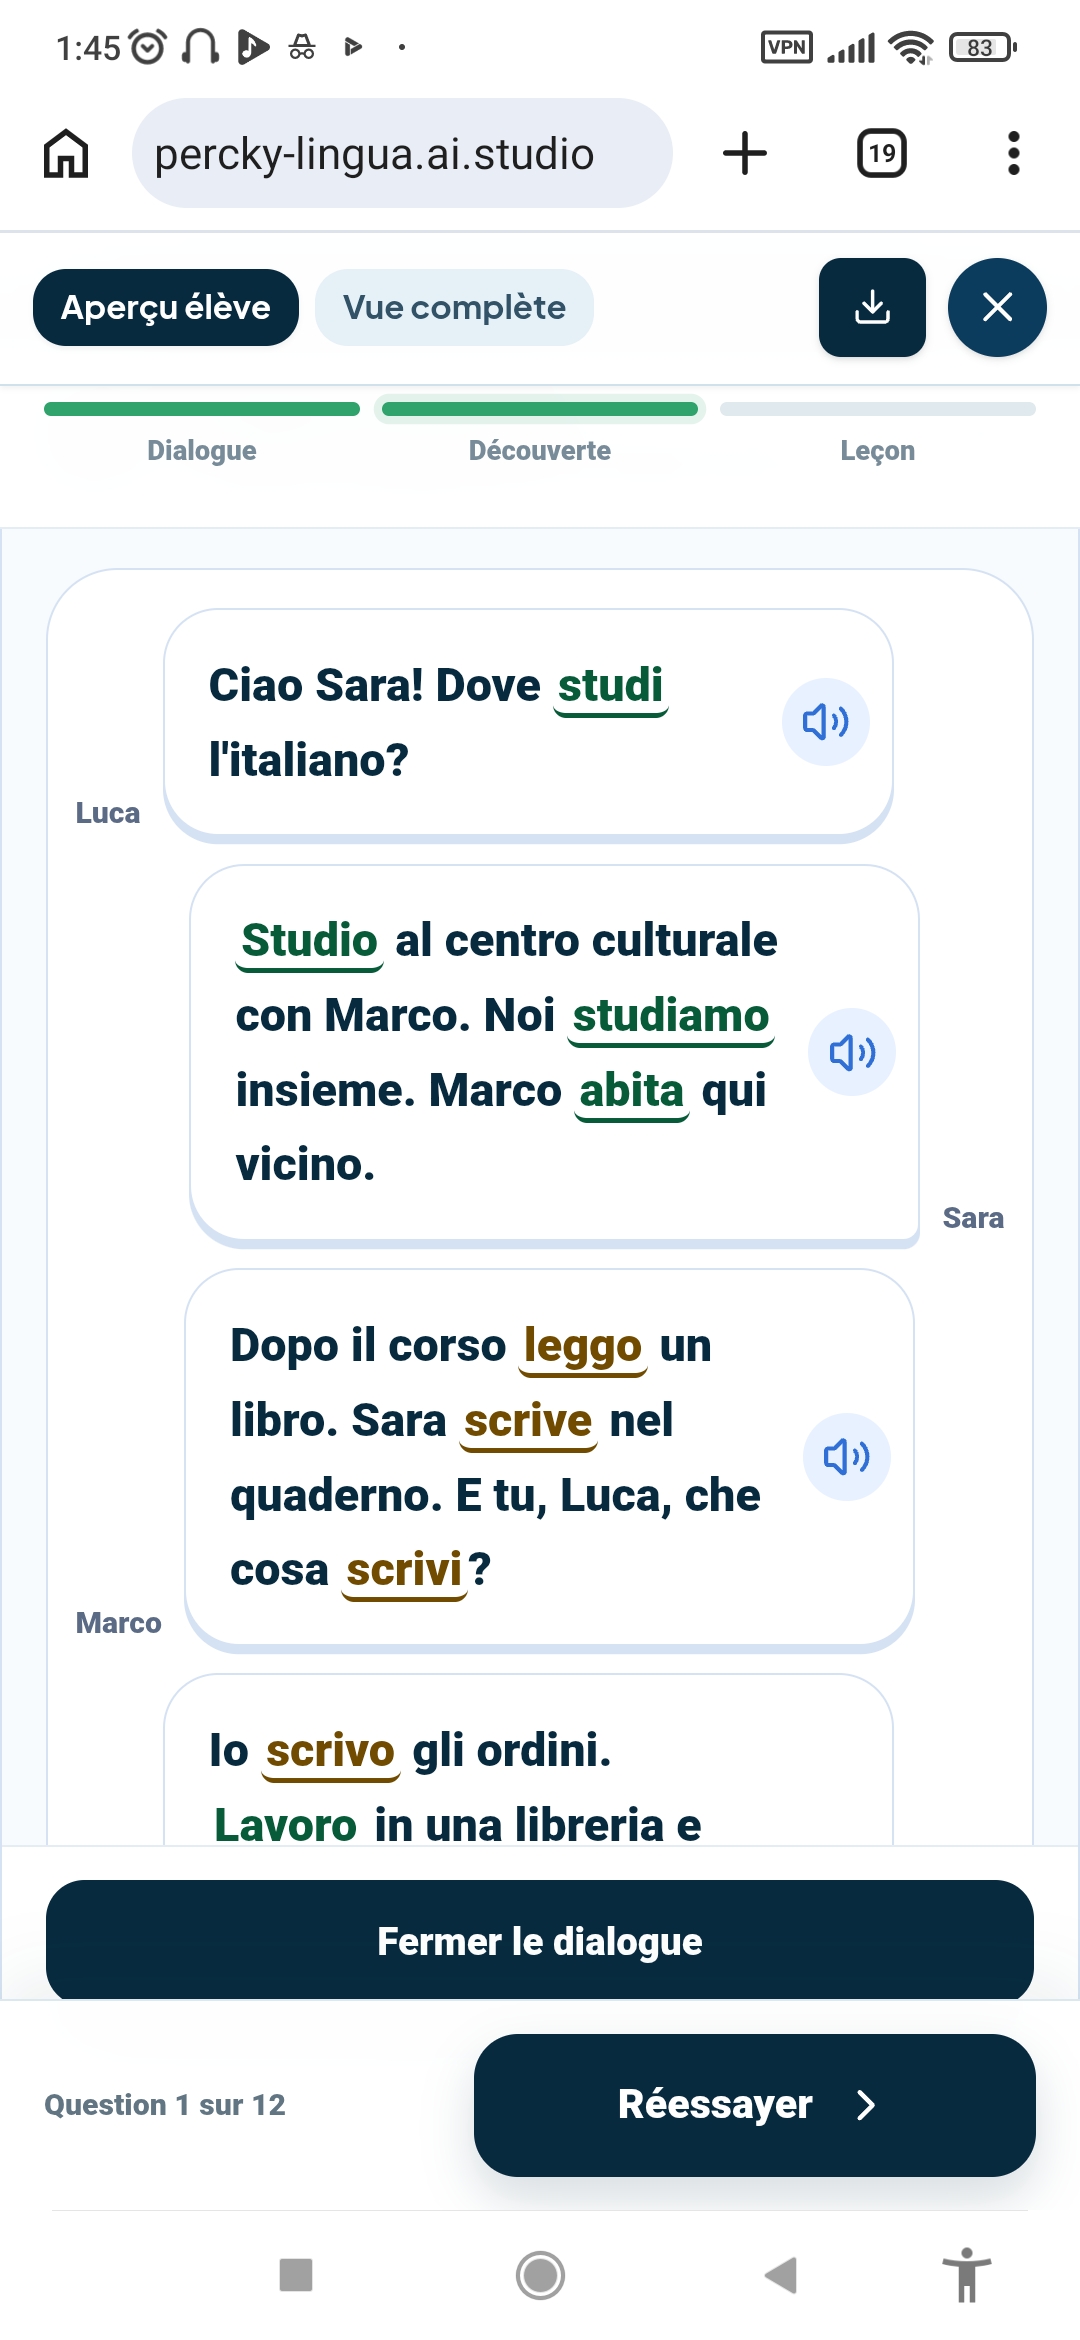 1:45
VPN
83
percky-lingua.ai.studio
19
Aperçu élève
Vue complète
Dialogue
Découverte
Leçon
Ciao Sara! Dove studi
l'italiano?
Luca
Studio al centro culturale
con Marco. Noi studiamo
insieme. Marco abita qui
vicino.
Sara
Dopo il corso leggo un
libro. Sara scrive nel
quaderno. E tu, Luca, che
cosa scrivi?
Marco
Io scrivo gli ordini.
Lavoro in una libreria e
Fermer le dialogue
Question 1 sur 12
Réessayer